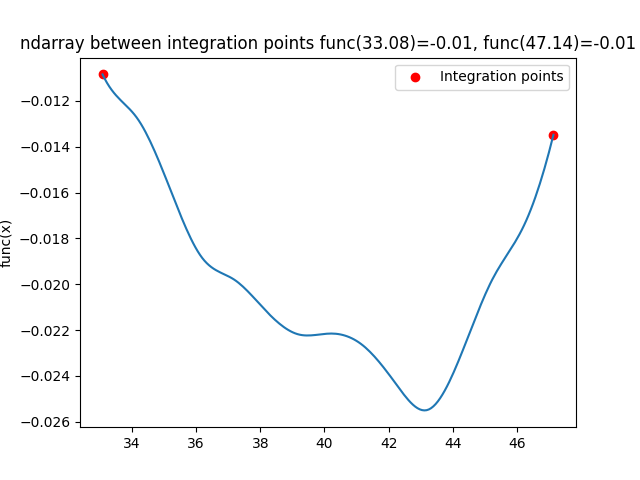 ndarray between integration points func(33.08)=-0.01, func(47.14)=-0.01
Integration points
func(x)
−0.012
−0.014
−0.016
−0.018
−0.020
−0.022
−0.024
−0.026
34 36 38 40 42 44 46